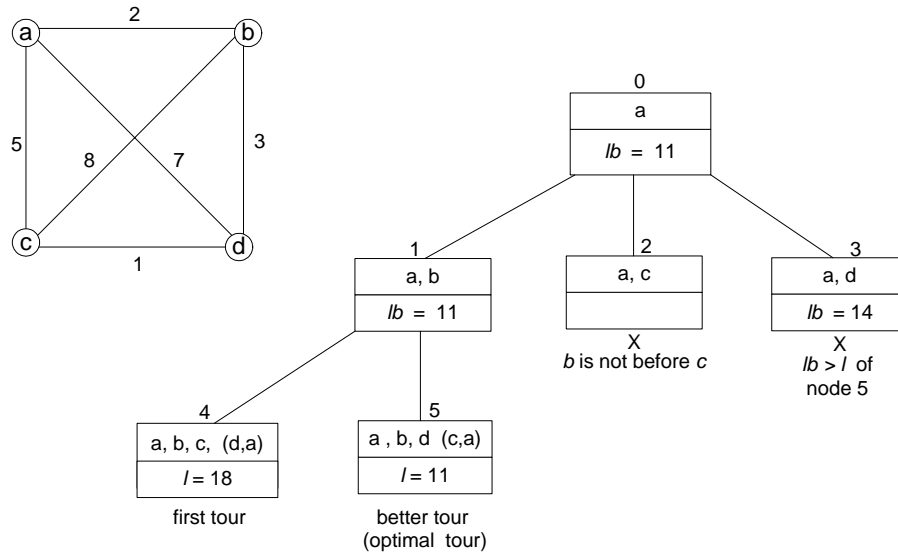 2
a
b
5
8
7
3
c
d
1
0
a
lb = 11
1
a, b
lb = 11
2
a, c
X
b is not before c
3
a, d
lb = 14
X
lb > l of
node 5
4
a, b, c, (d,a)
l = 18
first tour
5
a , b, d (c,a)
l = 11
better tour
(optimal tour)